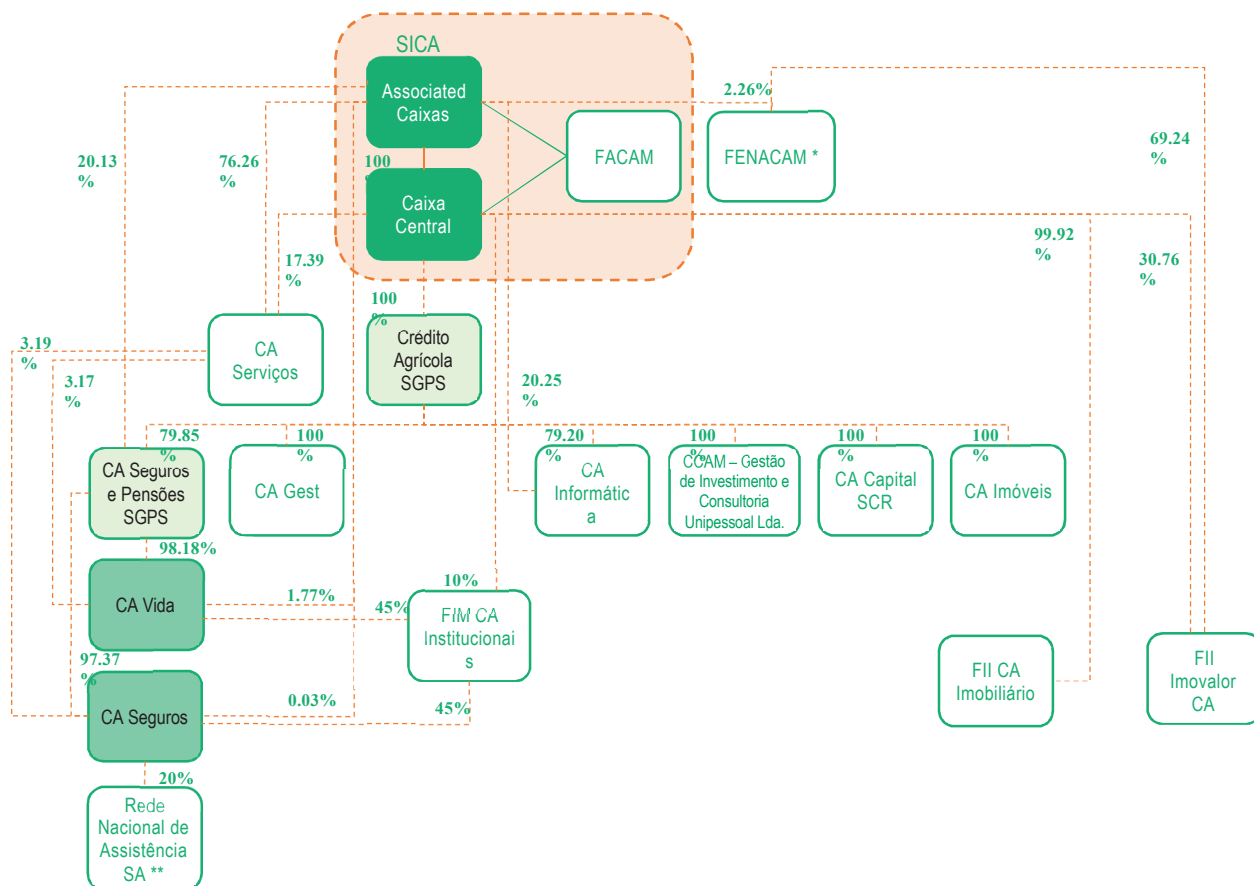 SICA
Associated
Caixas
2.26%
FACAM
FENACAM *
20.13
%
76.26
%
69.24
%
100
%
Caixa
Central
17.39
%
99.92
%
30.76
%
100
%
Crédito
Agrícola
SGPS
CA
Serviços
3.19
%
3.17
%
20.25
%
79.85
%
100
%
79.20
%
100
%
100
%
100
%
CA Seguros
e Pensões
SGPS
CA Gest
CA
Informátic
a
CCAM – Gestão
de Investimento e
Consultoria
Unipessoal Lda.
CA Capital
SCR
CA Imóveis
98.18%
CA Vida
1.77%
45%
10%
FIM CA
Institucionai
s
97.37
%
CA Seguros
0.03%
45%
FII CA
Imobiliário
FII
Imovalor
CA
20%
Rede
Nacional de
Assistência
SA **